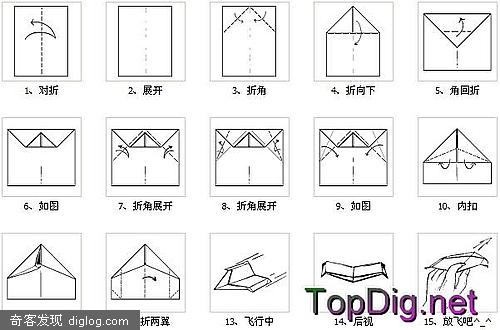 1、对折
2、展开
3、折角
4、折向下
5、角回折
6、如图
7、折角展开
8、折角展开
9、如图
10、内扣
折两翼
13、飞行中
14、后视
15、放飞吧^ ^
TopDig.net
奇客发现 diglog.com